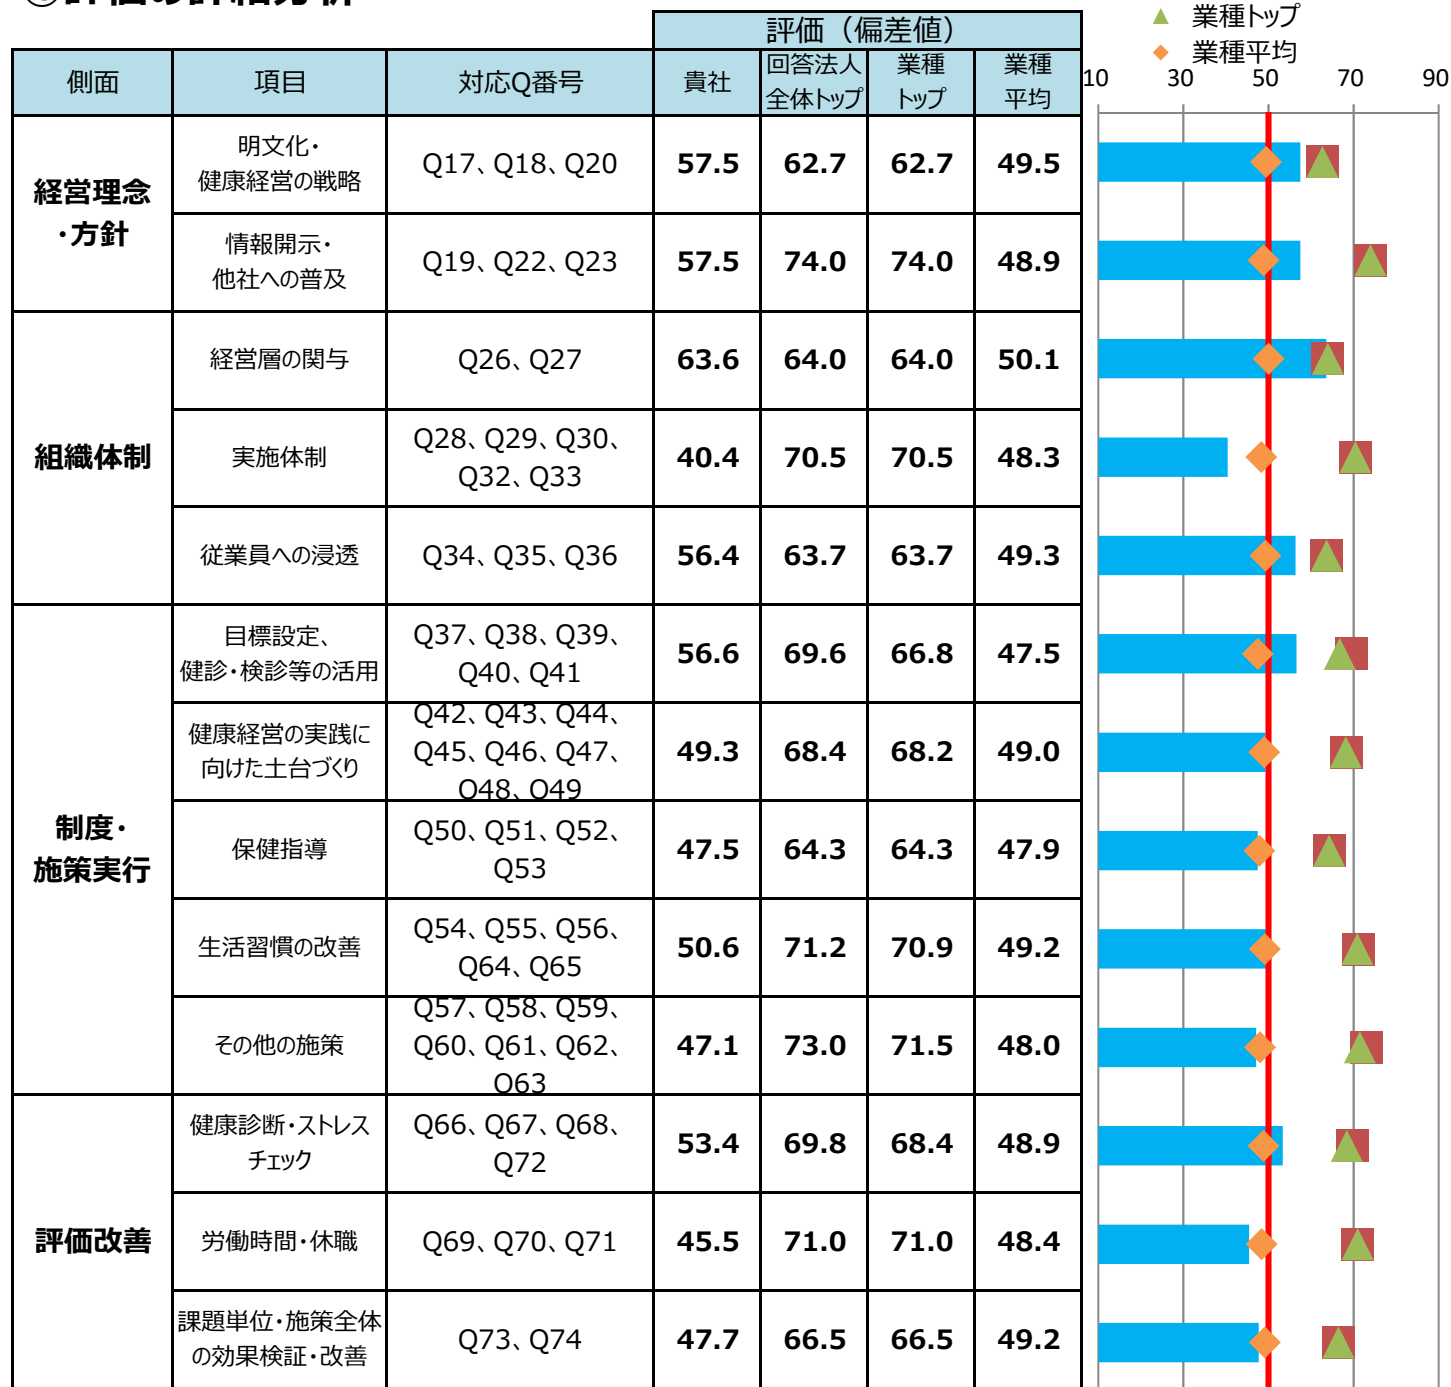 ①評価の詳細分析
▲ 業種トップ
◆ 業種平均
評価（偏差値）
側面 項目 対応Q番号 貴社 回答法人全体トップ 業種トップ 業種平均
10 30 50 70 90
経営理念・方針
明文化・健康経営の戦略 Q17、Q18、Q20 57.5 62.7 62.7 49.5
情報開示・他社への普及 Q19、Q22、Q23 57.5 74.0 74.0 48.9
組織体制
経営層の関与 Q26、Q27 63.6 64.0 64.0 50.1
実施体制 Q28、Q29、Q30、Q32、Q33 40.4 70.5 70.5 48.3
従業員への浸透 Q34、Q35、Q36 56.4 63.7 63.7 49.3
制度・施策実行
目標設定、健診・検診等の活用 Q37、Q38、Q39、Q40、Q41 56.6 69.6 66.8 47.5
健康経営の実践に向けた土台づくり Q42、Q43、Q44、Q45、Q46、Q47、Q48、Q49 49.3 68.4 68.2 49.0
保健指導 Q50、Q51、Q52、Q53 47.5 64.3 64.3 47.9
生活習慣の改善 Q54、Q55、Q56、Q64、Q65 50.6 71.2 70.9 49.2
その他の施策 Q57、Q58、Q59、Q60、Q61、Q62、Q63 47.1 73.0 71.5 48.0
評価改善
健康診断・ストレスチェック Q66、Q67、Q68、Q72 53.4 69.8 68.4 48.9
労働時間・休職 Q69、Q70、Q71 45.5 71.0 71.0 48.4
課題単位・施策全体の効果検証・改善 Q73、Q74 47.7 66.5 66.5 49.2